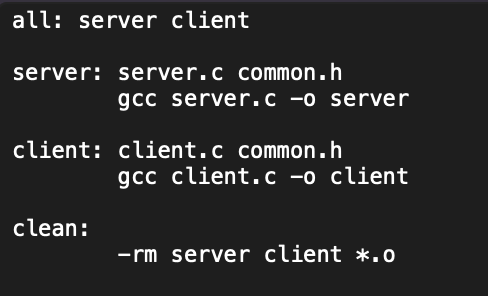 all: server client

server: server.c common.h
        gcc server.c -o server

client: client.c common.h
        gcc client.c -o client

clean:
        -rm server client *.o